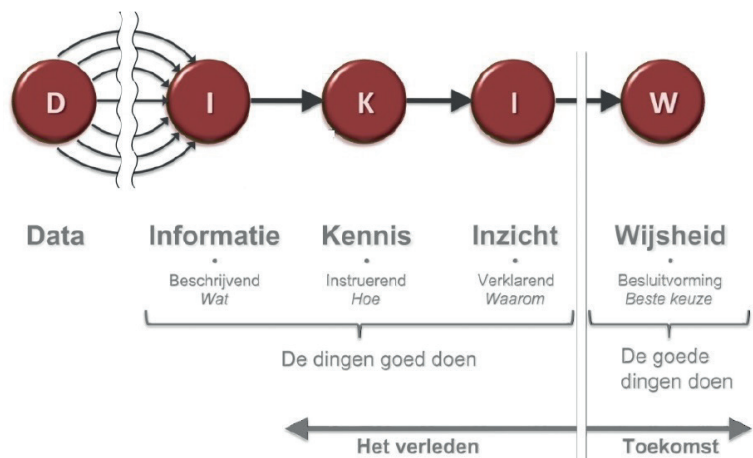 D I K I W
Data Informatie Kennis Inzicht Wijsheid
Beschrijvend Instruerend Verklarend Besluitvorming
Wat Hoe Waarom Beste keuze
De dingen goed doen
De goede
dingen doen
Het verleden Toekomst